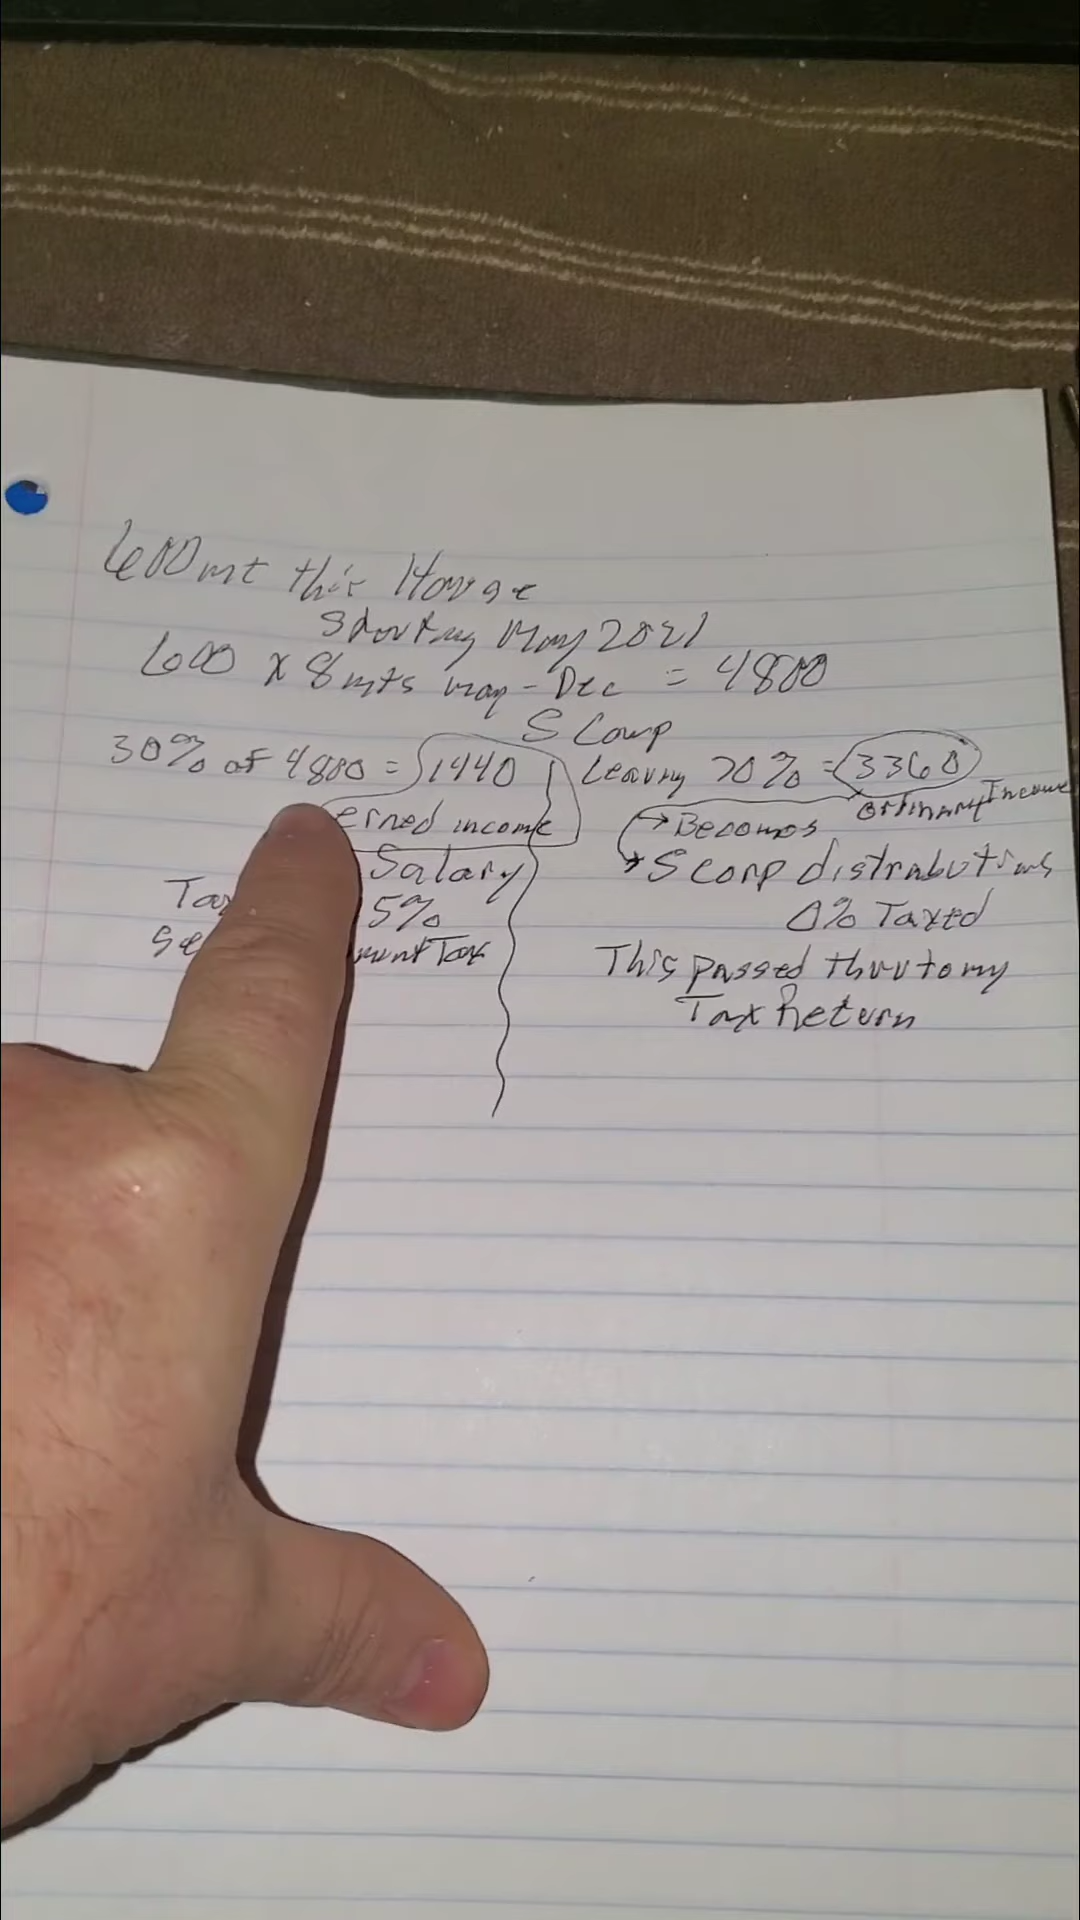 600 mt this House
Starting May 2021
600 x 8 mts may - Dec = 4800
S Corp
30% of 4800 = 1440 Leaving 70% = 3360
erned income
Ordinary Income
Becomes
Salary
S corp distrabutions
5%
0% Taxed
Tax
This passed thru to my
Tax Return